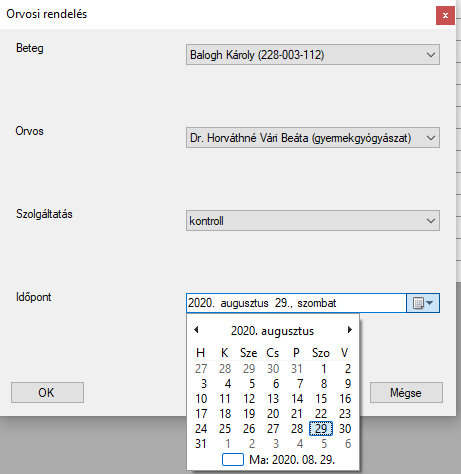 Orvosi rendelés
x
Beteg
Balogh Károly (228-003-112)
Orvos
Dr. Horváthné Vári Beáta (gyermekgyógyászat)
Szolgáltatás
kontroll
Időpont
2020. augusztus 29., szombat
2020. augusztus
H K Sze Cs P Szo V
27 28 29 30 31 1 2
3 4 5 6 7 8 9
10 11 12 13 14 15 16
17 18 19 20 21 22 23
24 25 26 27 28 29 30
31 1 2 3 4 5 6
Ma: 2020. 08. 29.
OK
Mégse